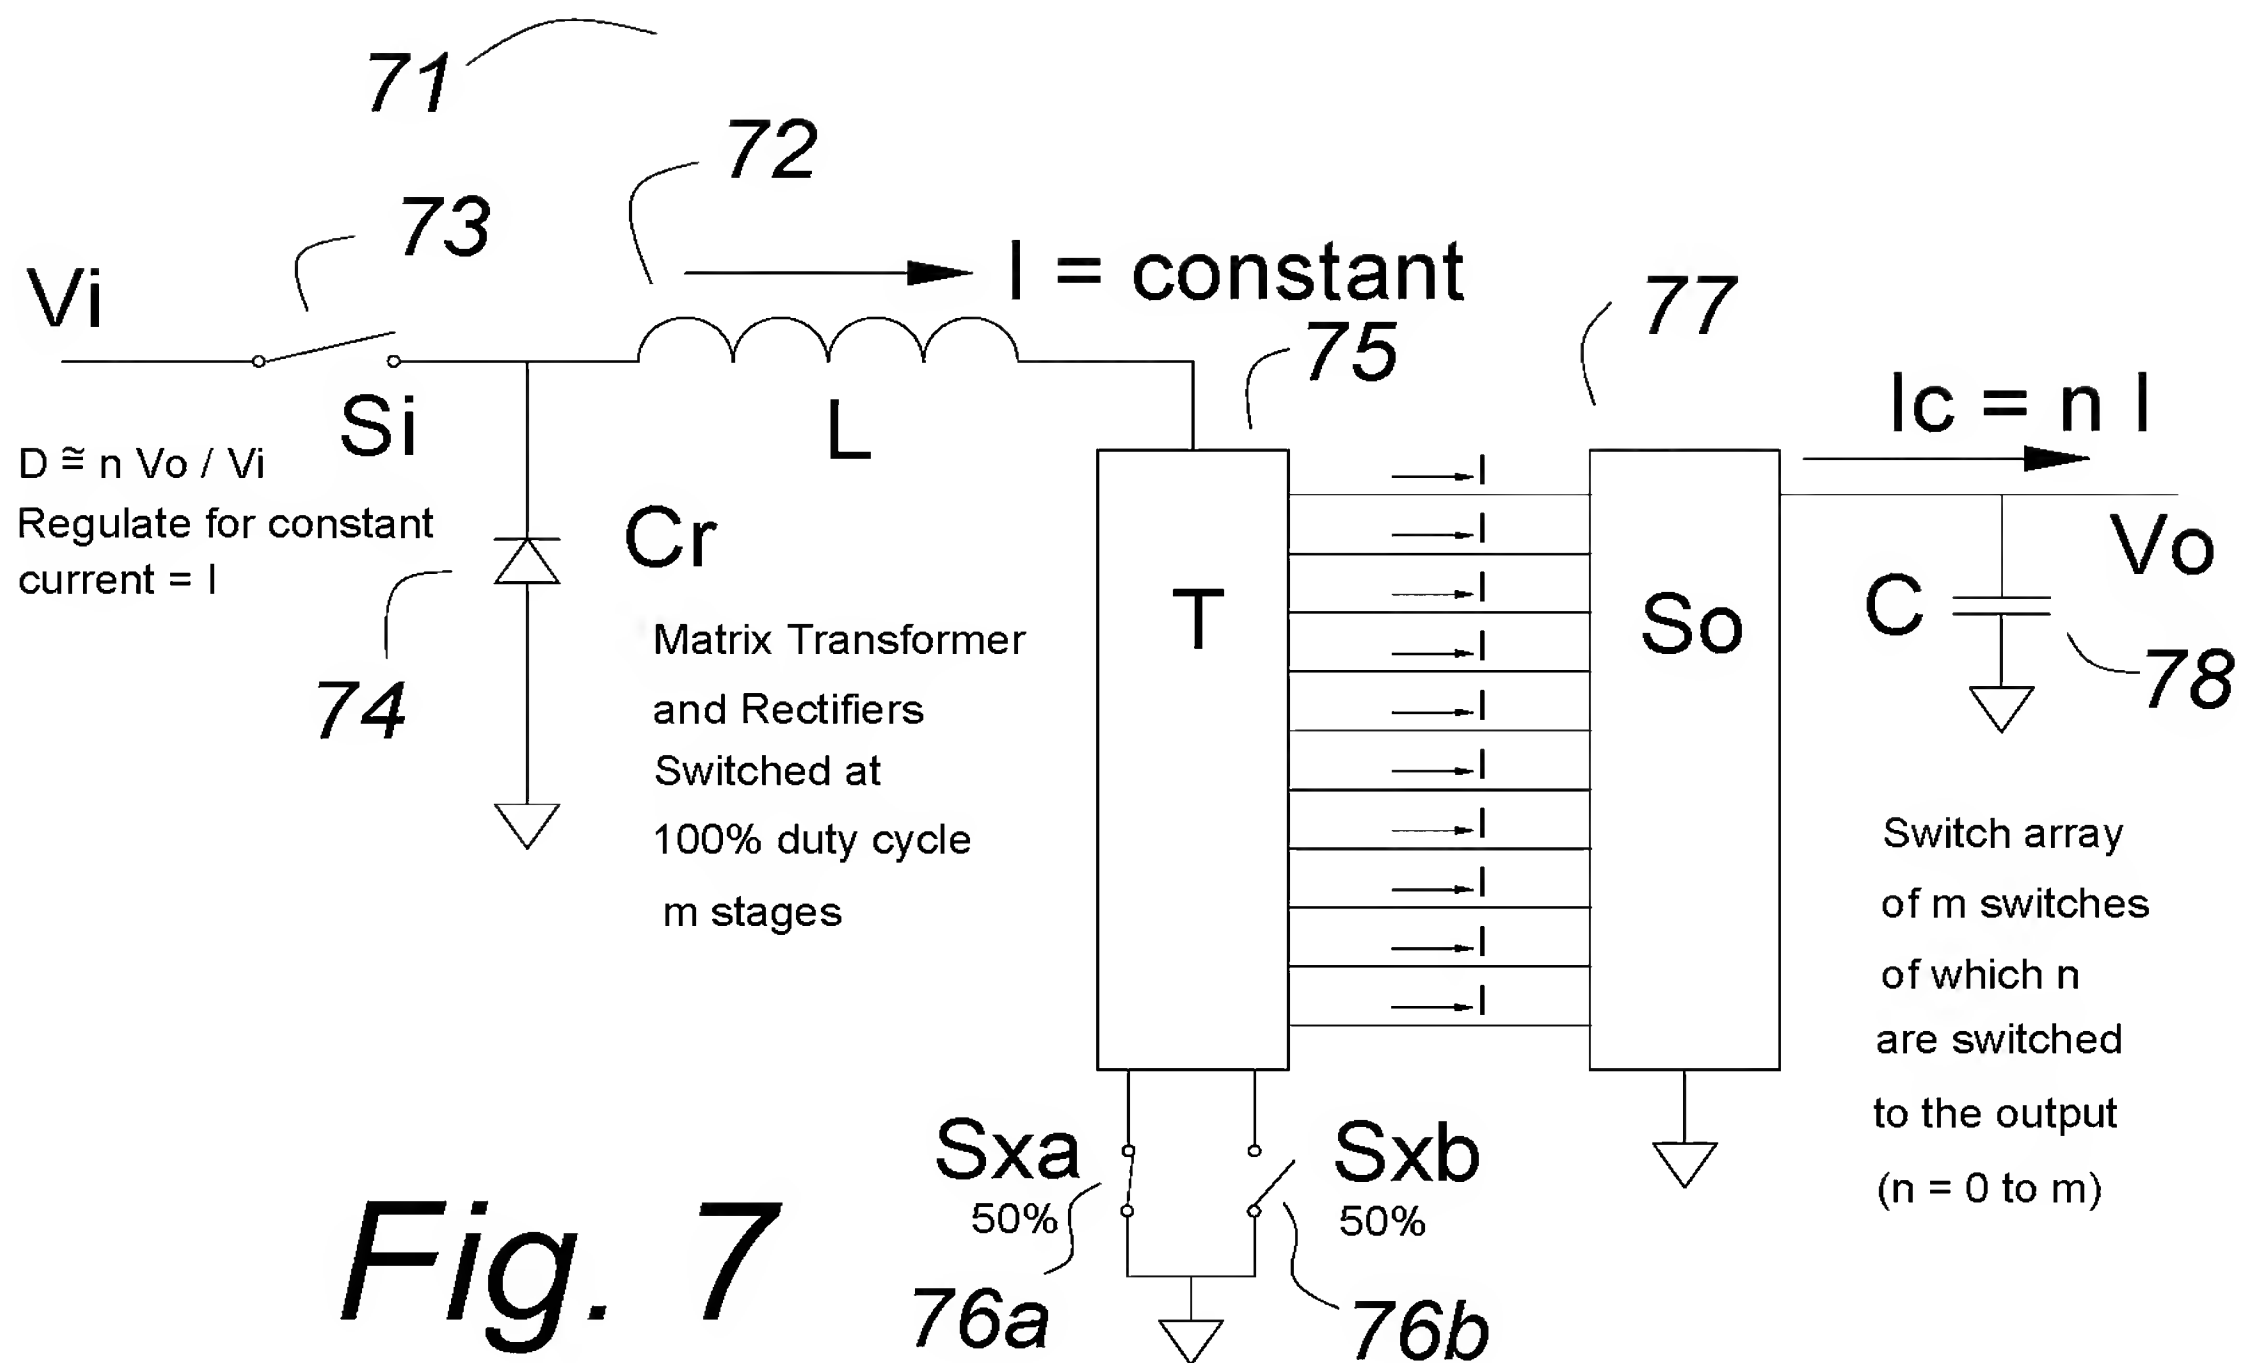 71
72
73
Vi
I = constant
77
75
Si
L
Ic = n I
D ≅ n Vo / Vi
Regulate for constant
current = I
Cr
74
I
I
I
I
I
I
I
I
I
I
T
So
Vo
C
78
Matrix Transformer
and Rectifiers
Switched at
100% duty cycle
m stages
Switch array
of m switches
of which n
are switched
to the output
(n = 0 to m)
Sxa
50%
Sxb
50%
76a
76b
Fig. 7